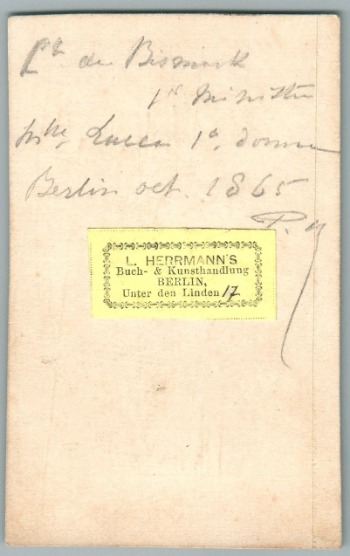 Cte de Bismark
1r Ministre
Mlle Lucca 1a donna
Berlin oct. 1865
L. HERRMANN'S
Buch- & Kunsthandlung
BERLIN,
Unter den Linden 17